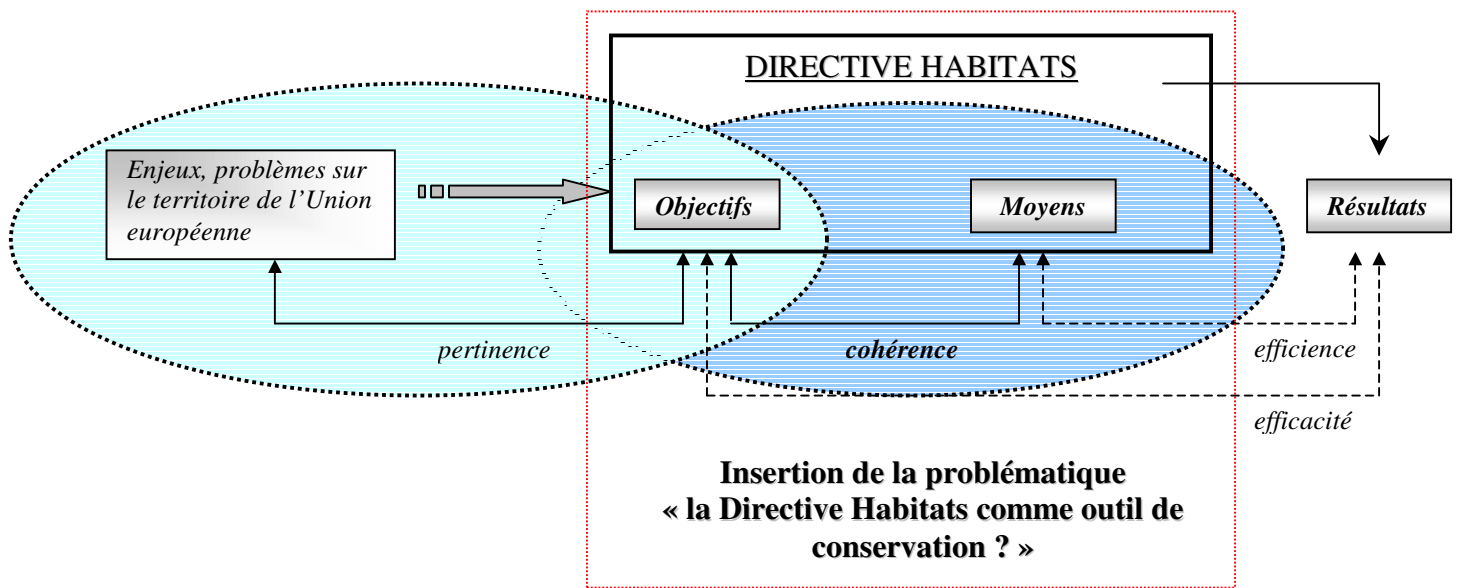 DIRECTIVE HABITATS
Enjeux, problèmes sur
le territoire de l’Union
européenne
Objectifs
Moyens
Résultats
pertinence
cohérence
efficience
efficacité
Insertion de la problématique
« la Directive Habitats comme outil de
conservation ? »